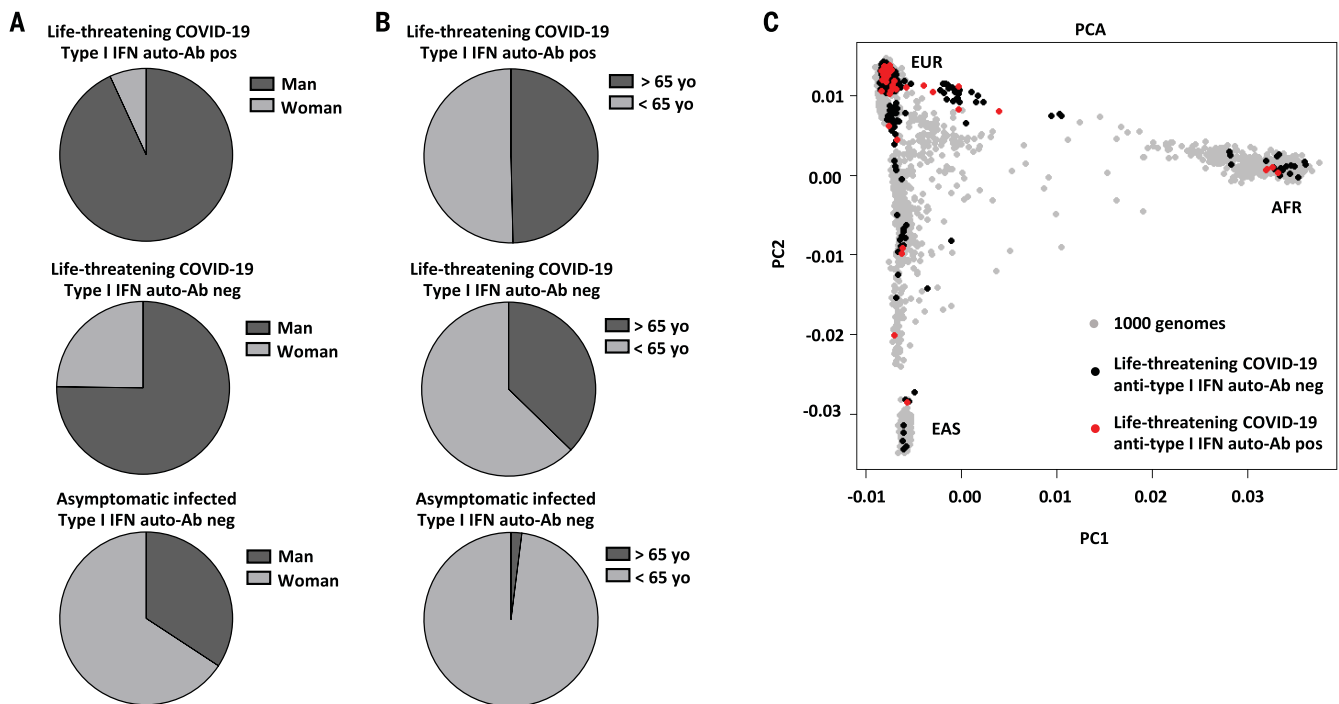 A
Life-threatening COVID-19
Type I IFN auto-Ab pos
Man
Woman
Life-threatening COVID-19
Type I IFN auto-Ab neg
Man
Woman
Asymptomatic infected
Type I IFN auto-Ab neg
Man
Woman
B
Life-threatening COVID-19
Type I IFN auto-Ab pos
> 65 yo
< 65 yo
Life-threatening COVID-19
Type I IFN auto-Ab neg
> 65 yo
< 65 yo
Asymptomatic infected
Type I IFN auto-Ab neg
> 65 yo
< 65 yo
C
PCA
EUR
AFR
EAS
PC2
0.01
0.00
-0.01
-0.02
-0.03
1000 genomes
Life-threatening COVID-19
anti-type I IFN auto-Ab neg
Life-threatening COVID-19
anti-type I IFN auto-Ab pos
-0.01
0.00
0.01
0.02
0.03
PC1